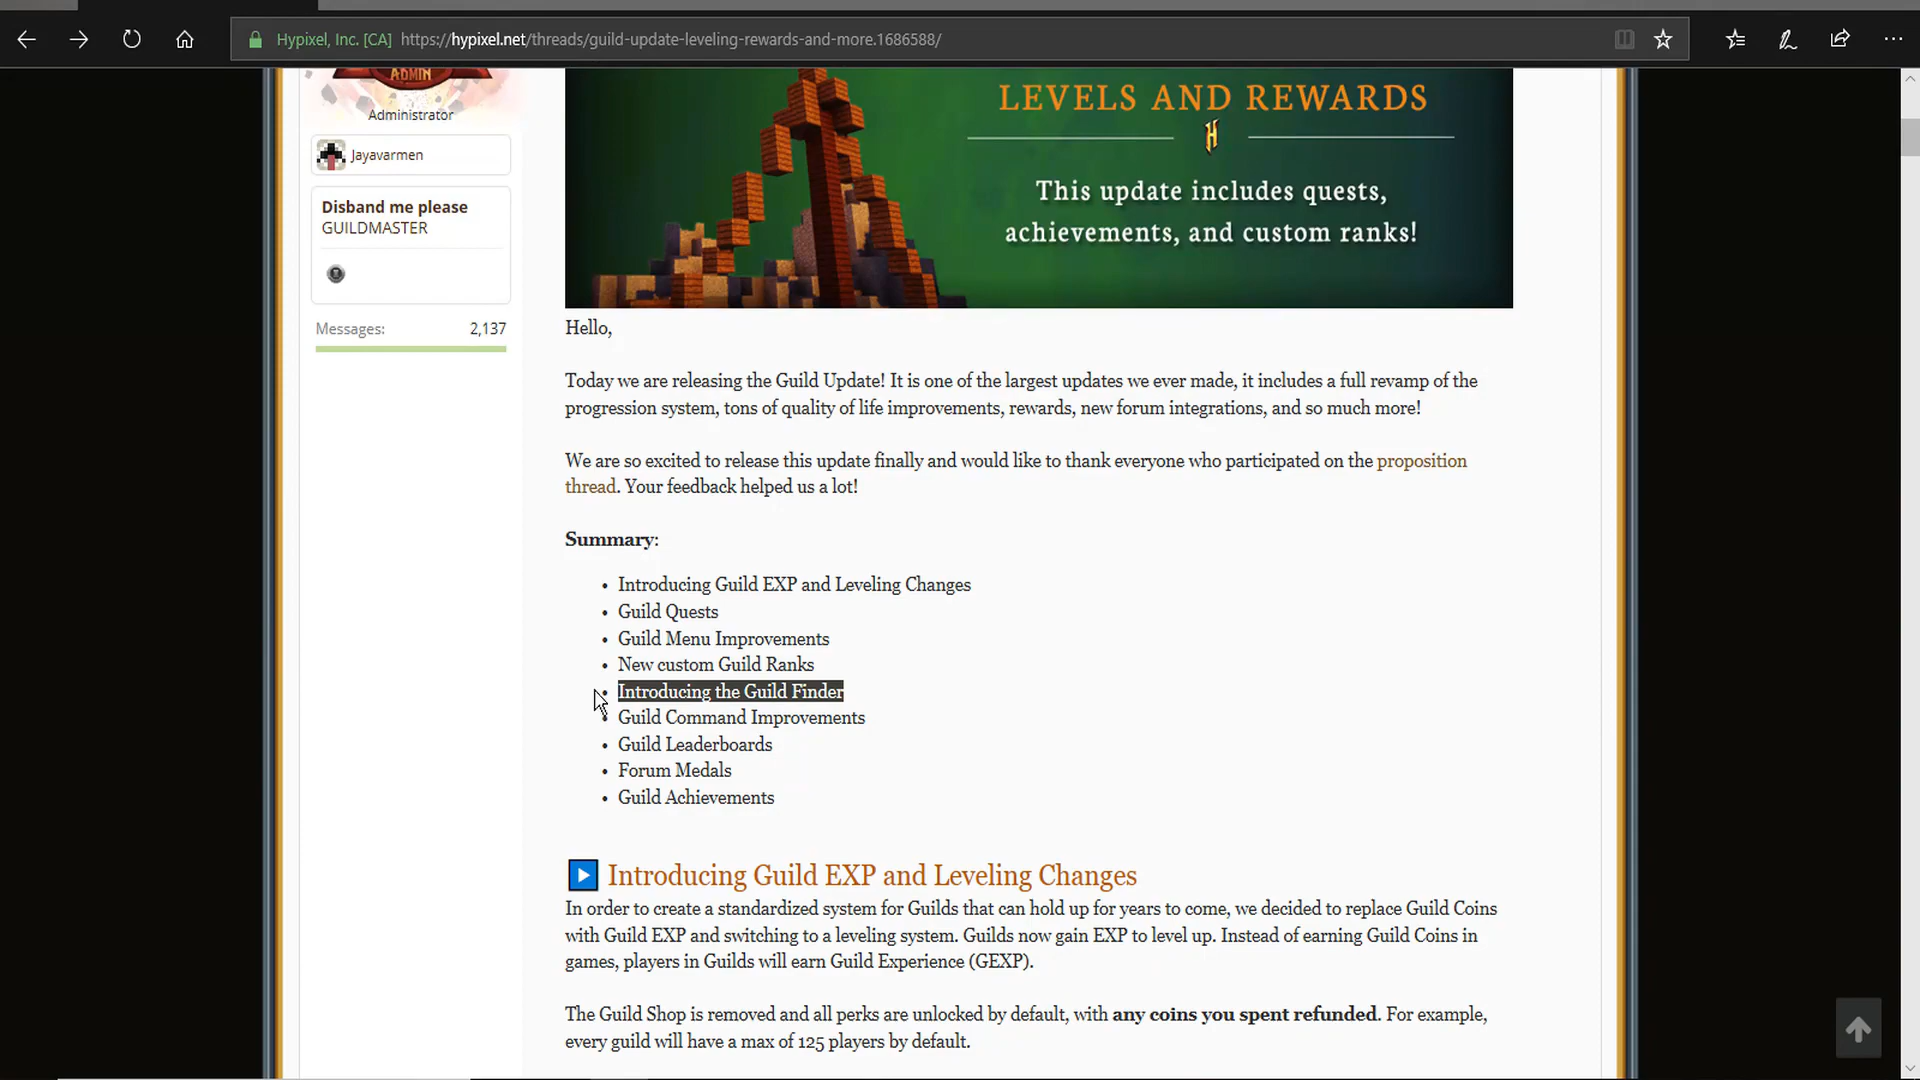 Hypixel, Inc. [CA] https://hypixel.net/threads/guild-update-leveling-rewards-and-more.1686588/
ADMIN
Administrator
Jayavarmen
Disband me please
GUILDMASTER
Messages: 2,137
LEVELS AND REWARDS
This update includes quests,
achievements, and custom ranks!
Hello,
Today we are releasing the Guild Update! It is one of the largest updates we ever made, it includes a full revamp of the
progression system, tons of quality of life improvements, rewards, new forum integrations, and so much more!
We are so excited to release this update finally and would like to thank everyone who participated on the proposition
thread. Your feedback helped us a lot!
Summary:
• Introducing Guild EXP and Leveling Changes
• Guild Quests
• Guild Menu Improvements
• New custom Guild Ranks
• Introducing the Guild Finder
• Guild Command Improvements
• Guild Leaderboards
• Forum Medals
• Guild Achievements
Introducing Guild EXP and Leveling Changes
In order to create a standardized system for Guilds that can hold up for years to come, we decided to replace Guild Coins
with Guild EXP and switching to a leveling system. Guilds now gain EXP to level up. Instead of earning Guild Coins in
games, players in Guilds will earn Guild Experience (GEXP).
The Guild Shop is removed and all perks are unlocked by default, with any coins you spent refunded. For example,
every guild will have a max of 125 players by default.